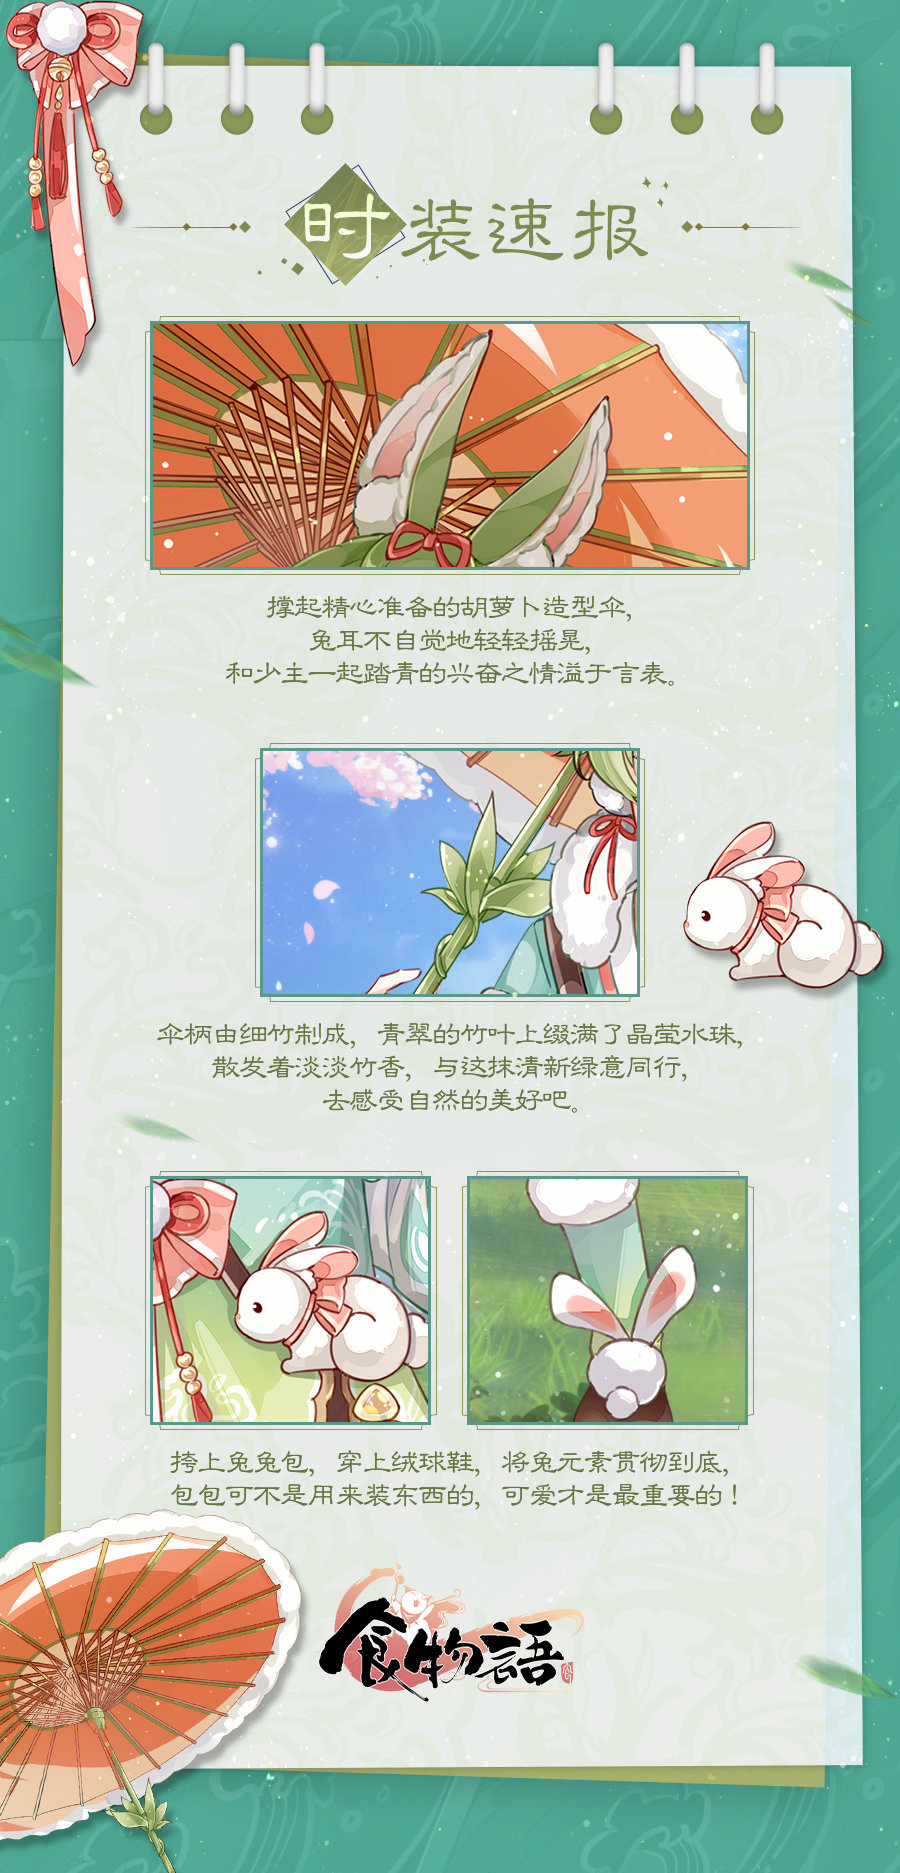 时装速报
撑起精心准备的胡萝卜造型伞，
兔耳不自觉地轻轻摇晃，
和少主一起踏青的兴奋之情溢于言表。
伞柄由细竹制成，青翠的竹叶上缀满了晶莹水珠，
散发着淡淡竹香，与这抹清新绿意同行，
去感受自然的美好吧。
挎上兔兔包，穿上绒球鞋，将兔元素贯彻到底，
包包可不是用来装东西的，可爱才是最重要的！
食物語